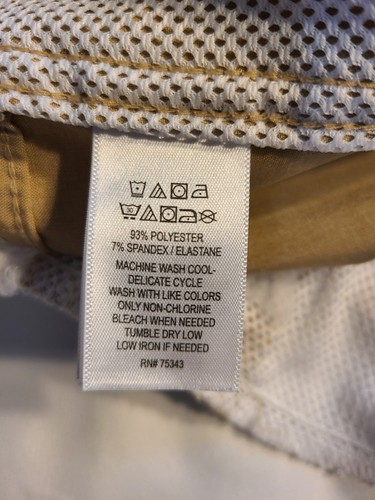 30
93% POLYESTER
7% SPANDEX / ELASTANE
MACHINE WASH COOL-
DELICATE CYCLE
WASH WITH LIKE COLORS
ONLY NON-CHLORINE
BLEACH WHEN NEEDED
TUMBLE DRY LOW
LOW IRON IF NEEDED
RN# 75343